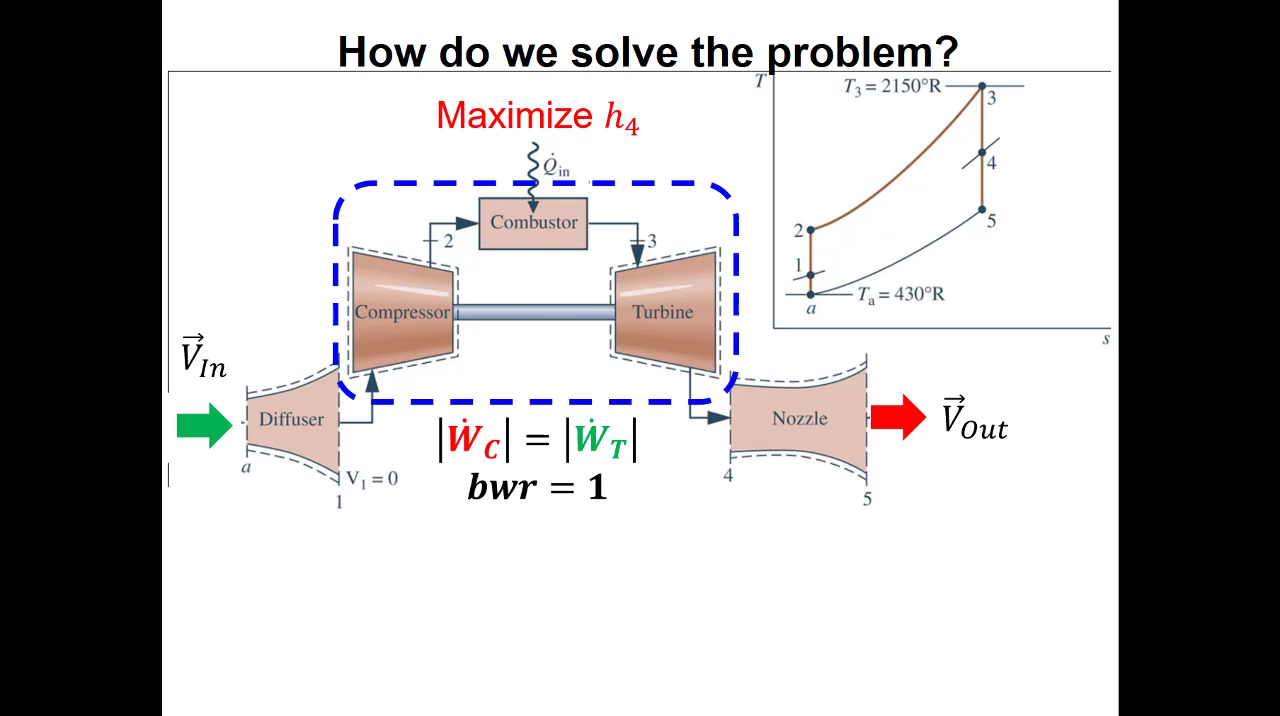 How do we solve the problem?
Maximize h₄
Q̇in
Combustor
2
3
Compressor
Turbine
V⃗In
Diffuser
Nozzle
V⃗Out
a
V₁ = 0
1
|Ẇ_C| = |Ẇ_T|
bwr = 1
4
5
T
T₃ = 2150°R
3
4
2
5
1
Tₐ = 430°R
a
s